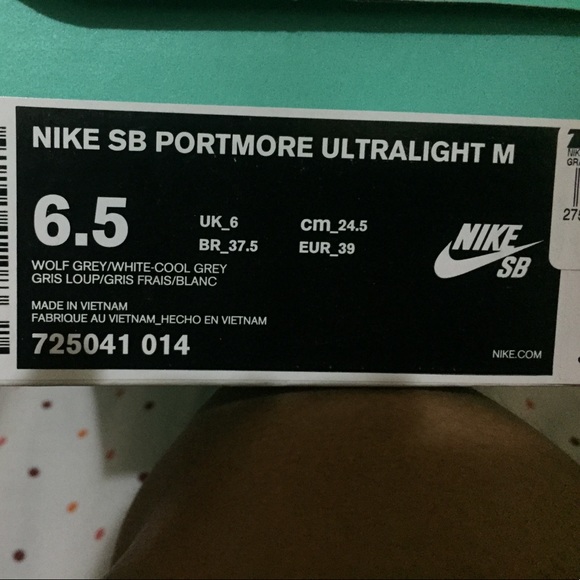 NIKE SB PORTMORE ULTRALIGHT M
6.5
UK_6 cm_24.5
BR_37.5 EUR_39
WOLF GREY/WHITE-COOL GREY
GRIS LOUP/GRIS FRAIS/BLANC
MADE IN VIETNAM
FABRIQUE AU VIETNAM_HECHO EN VIETNAM
725041 014
NIKE
SB
NIKE.COM